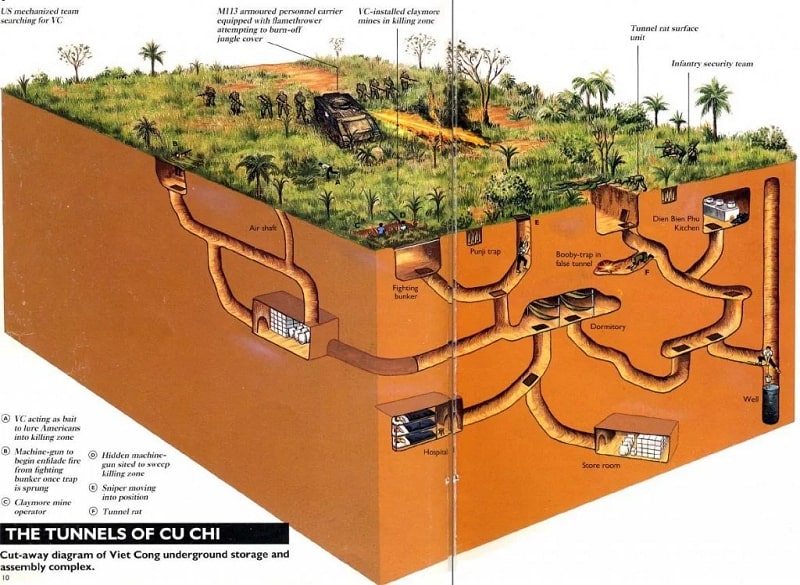 US mechanized team
searching for VC
M113 armoured personnel carrier
equipped with flamethrower
attempting to burn-off
jungle cover
VC-installed claymore
mines in killing zone
Tunnel rat surface
unit
Infantry security team
Air shaft
Fighting
bunker
Punji trap
E
Booby-trap in
false tunnel
F
Dien Bien Phu
Kitchen
Dormitory
Well
Hospital
Store room
A VC acting as bait
to lure Americans
into killing zone
B Machine-gun to
begin enfilade fire
from fighting
bunker once trap
is sprung
C Claymore mine
operator
D Hidden machine-
gun sited to sweep
killing zone
E Sniper moving
into position
F Tunnel rat
THE TUNNELS OF CU CHI
Cut-away diagram of Viet Cong underground storage and
assembly complex.
10